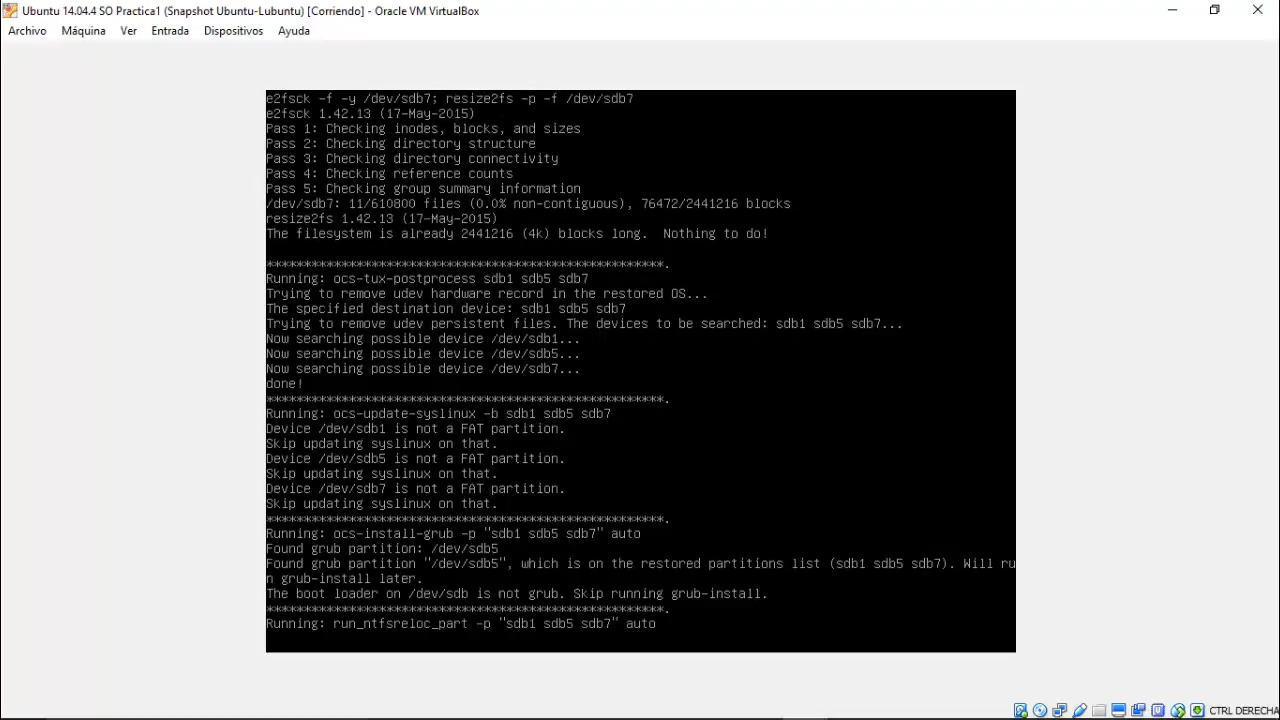 Ubuntu 14.04.4 SO Practica1 (Snapshot Ubuntu-Lubuntu) [Corriendo] - Oracle VM VirtualBox
Archivo Máquina Ver Entrada Dispositivos Ayuda
e2fsck -f -y /dev/sdb7; resize2fs -p -f /dev/sdb7
e2fsck 1.42.13 (17-May-2015)
Pass 1: Checking inodes, blocks, and sizes
Pass 2: Checking directory structure
Pass 3: Checking directory connectivity
Pass 4: Checking reference counts
Pass 5: Checking group summary information
/dev/sdb7: 11/610800 files (0.0% non-contiguous), 76472/2441216 blocks
resize2fs 1.42.13 (17-May-2015)
The filesystem is already 2441216 (4k) blocks long.  Nothing to do!
*****************************************************.
Running: ocs-tux-postprocess sdb1 sdb5 sdb7
Trying to remove udev hardware record in the restored OS...
The specified destination device: sdb1 sdb5 sdb7
Trying to remove udev persistent files. The devices to be searched: sdb1 sdb5 sdb7...
Now searching possible device /dev/sdb1...
Now searching possible device /dev/sdb5...
Now searching possible device /dev/sdb7...
done!
*****************************************************.
Running: ocs-update-syslinux -b sdb1 sdb5 sdb7
Device /dev/sdb1 is not a FAT partition.
Skip updating syslinux on that.
Device /dev/sdb5 is not a FAT partition.
Skip updating syslinux on that.
Device /dev/sdb7 is not a FAT partition.
Skip updating syslinux on that.
*****************************************************.
Running: ocs-install-grub -p "sdb1 sdb5 sdb7" auto
Found grub partition: /dev/sdb5
Found grub partition "/dev/sdb5", which is on the restored partitions list (sdb1 sdb5 sdb7). Will ru
n grub-install later.
The boot loader on /dev/sdb is not grub. Skip running grub-install.
*****************************************************.
Running: run_ntfsreloc_part -p "sdb1 sdb5 sdb7" auto
CTRL DERECHA